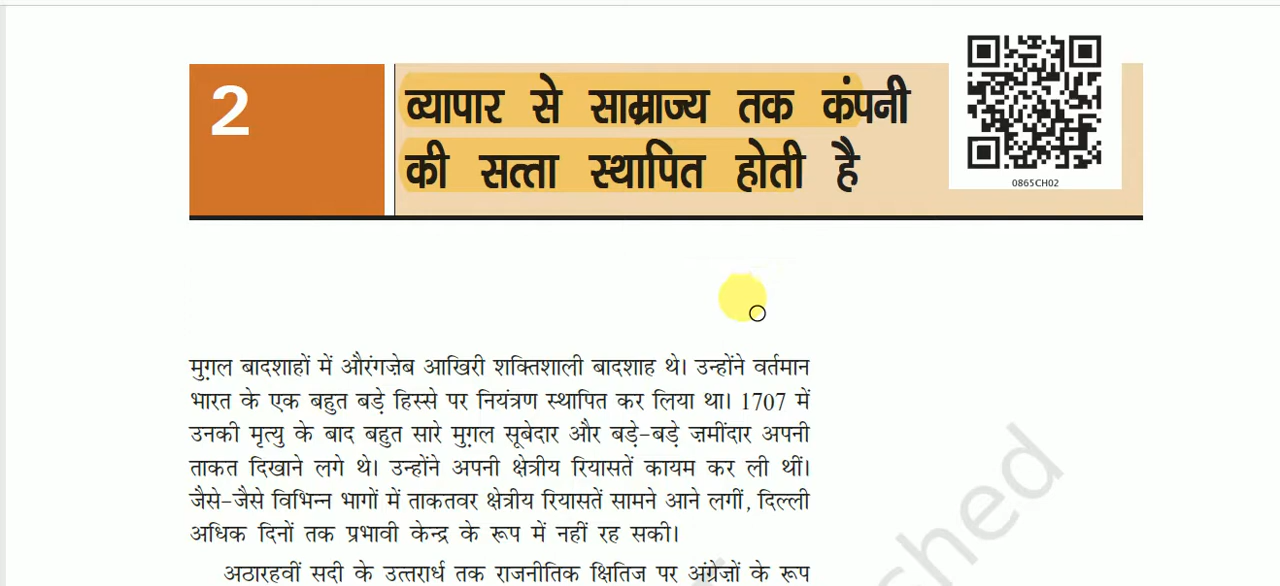 2
व्यापार से साम्राज्य तक कंपनी
की सत्ता स्थापित होती है
0865CH02
मुग़ल बादशाहों में औरंगज़ेब आखिरी शक्तिशाली बादशाह थे। उन्होंने वर्तमान
भारत के एक बहुत बड़े हिस्से पर नियंत्रण स्थापित कर लिया था। 1707 में
उनकी मृत्यु के बाद बहुत सारे मुग़ल सूबेदार और बड़े-बड़े ज़मींदार अपनी
ताकत दिखाने लगे थे। उन्होंने अपनी क्षेत्रीय रियासतें कायम कर ली थीं।
जैसे-जैसे विभिन्न भागों में ताकतवर क्षेत्रीय रियासतें सामने आने लगीं, दिल्ली
अधिक दिनों तक प्रभावी केन्द्र के रूप में नहीं रह सकी।
अठारहवीं सदी के उत्तरार्ध तक राजनीतिक क्षितिज पर अंग्रेज़ों के रूप